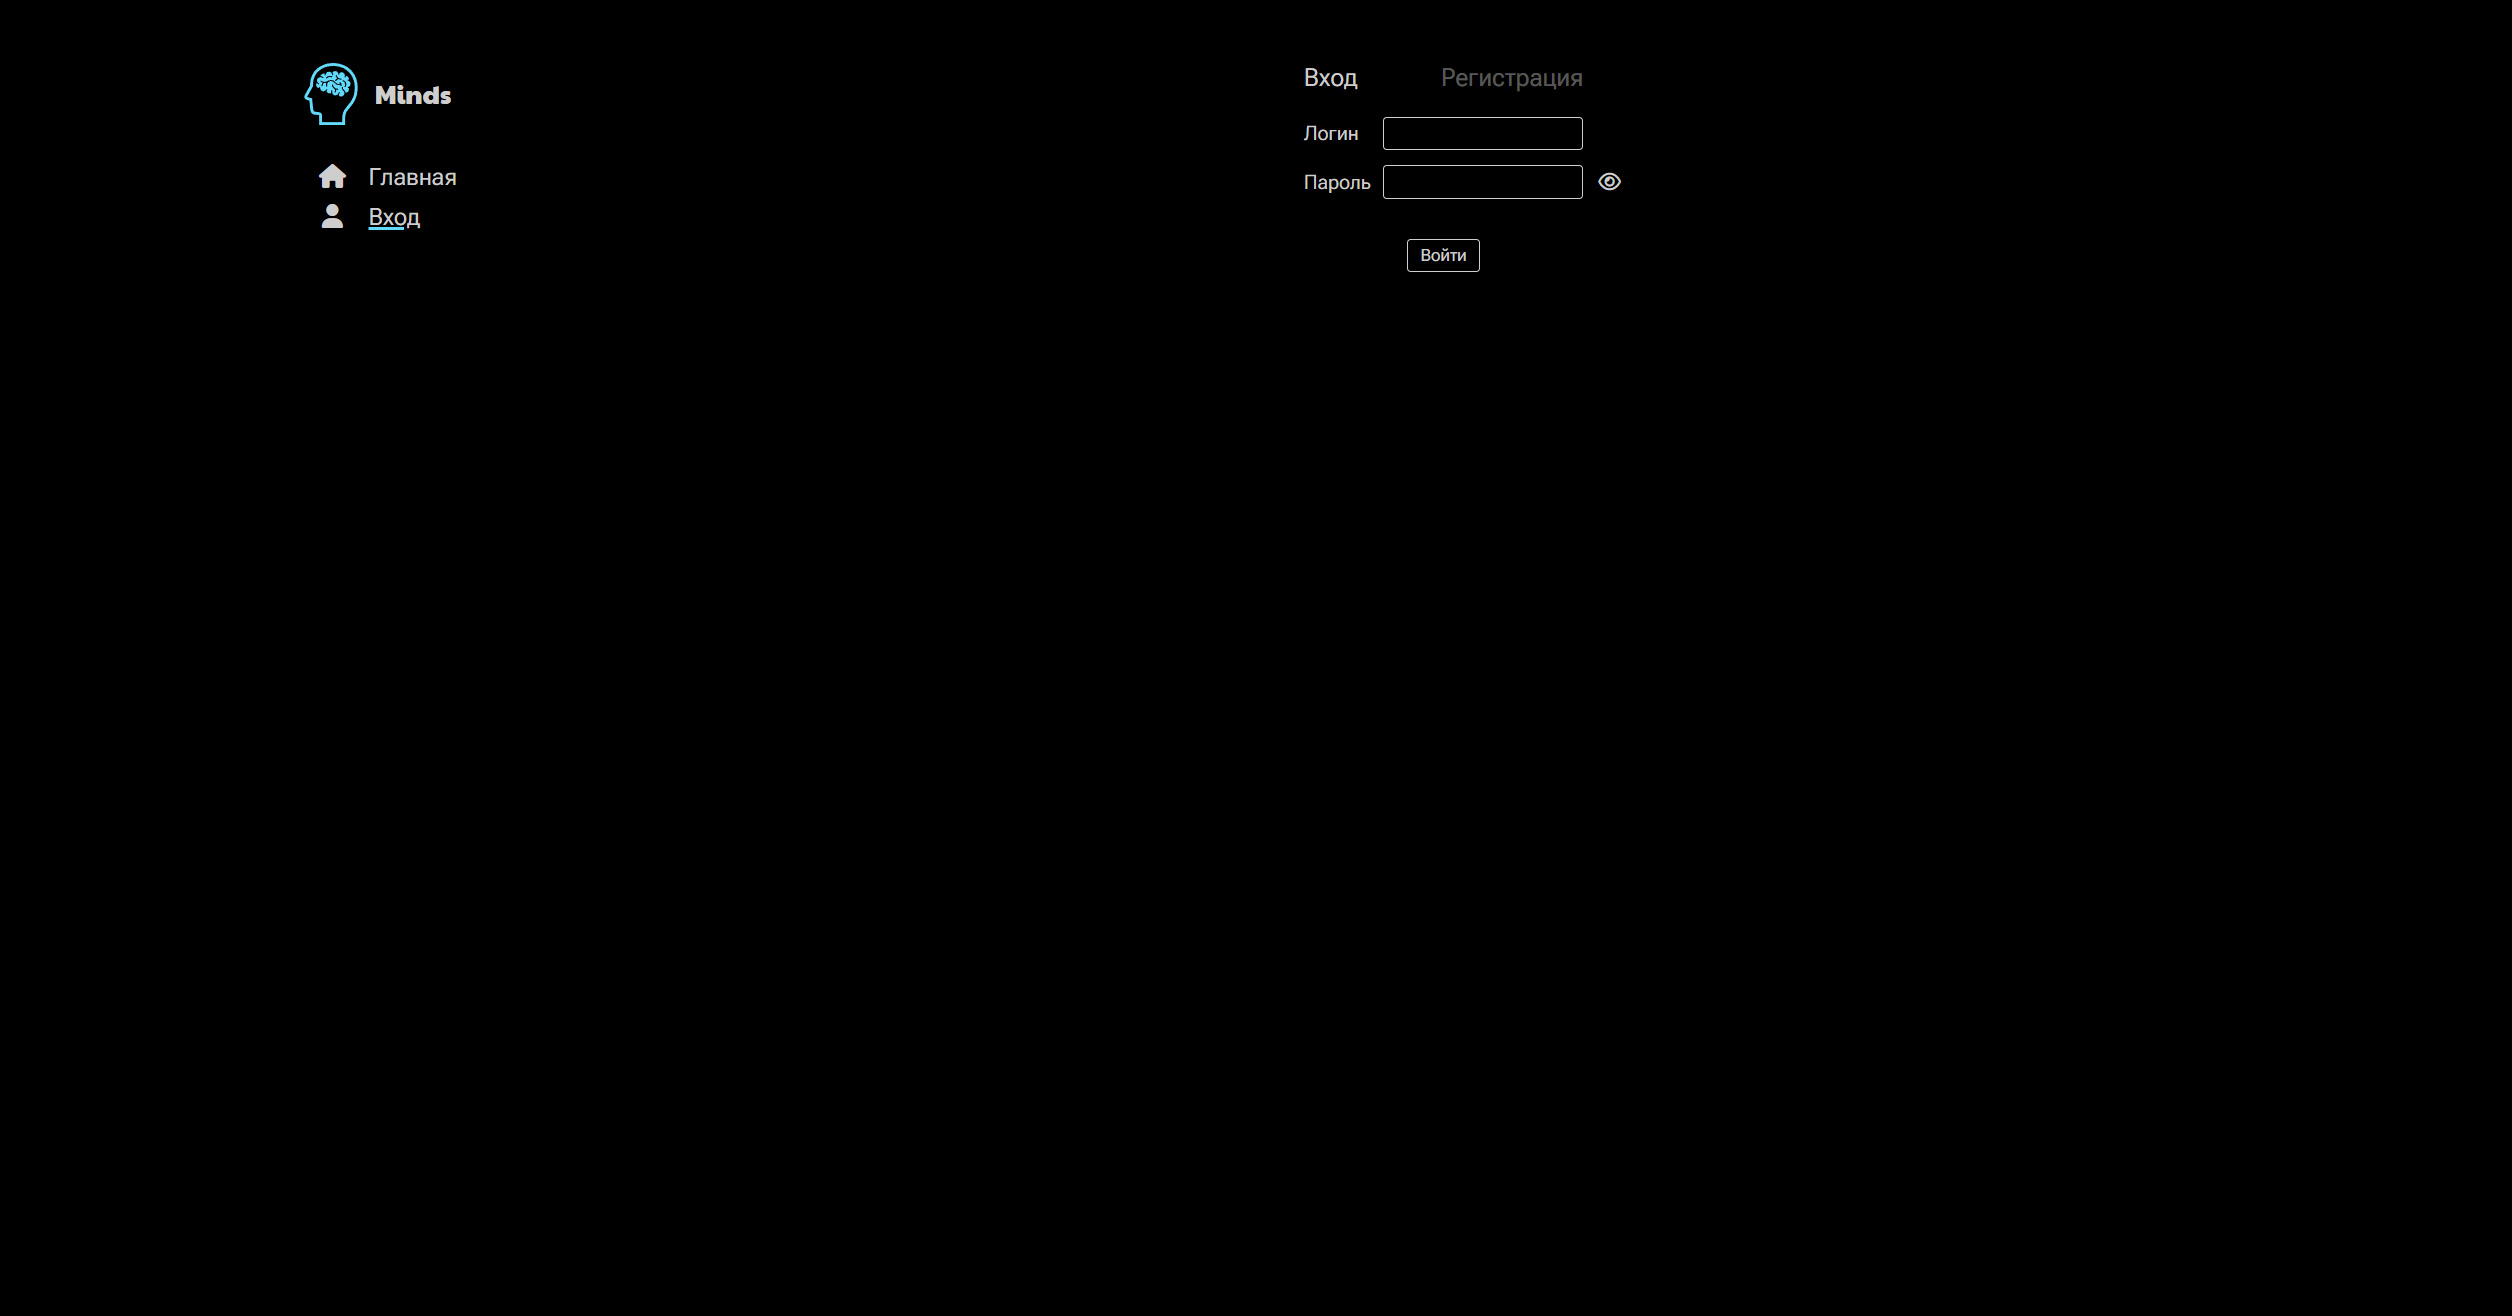 Minds
Главная
Вход
Вход Регистрация
Логин
Пароль
Войти